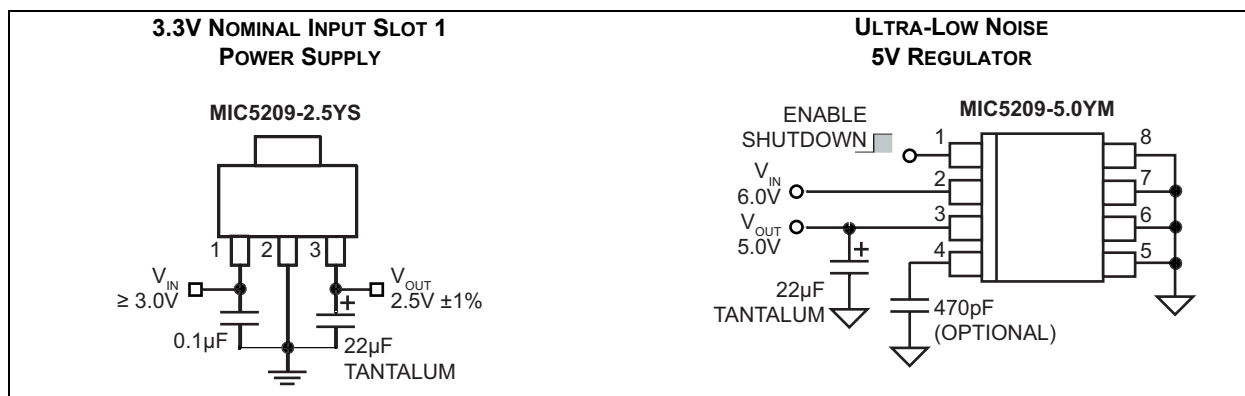 3.3V NOMINAL INPUT SLOT 1
POWER SUPPLY
MIC5209-2.5YS
1
2
3
VIN
≥ 3.0V
VOUT
2.5V ±1%
0.1µF
+
22µF
TANTALUM
ULTRA-LOW NOISE
5V REGULATOR
MIC5209-5.0YM
ENABLE
SHUTDOWN
1
8
VIN
6.0V
2
7
VOUT
5.0V
3
6
4
5
+
22µF
TANTALUM
470pF
(OPTIONAL)